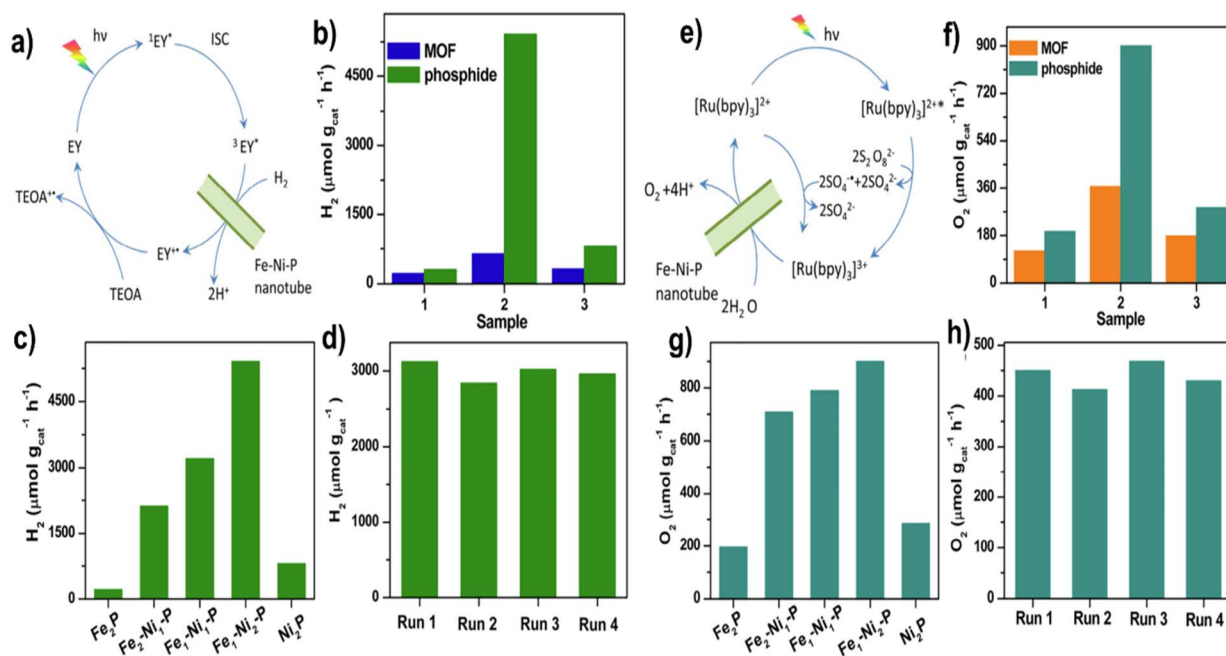 a)
hν
¹EY*
ISC
EY
³EY*
H₂
TEOA⁺•
EY⁺•
Fe-Ni-P
nanotube
TEOA
2H⁺
b)
MOF
phosphide
H₂ (μmol g_cat⁻¹ h⁻¹)
4500
3000
1500
0
1 2 3
Sample
e)
hν
[Ru(bpy)₃]²⁺
[Ru(bpy)₃]²⁺*
2S₂O₈²⁻
2SO₄⁻•+2SO₄²⁻
2SO₄²⁻
O₂ +4H⁺
Fe-Ni-P
nanotube
[Ru(bpy)₃]³⁺
2H₂O
f)
MOF
phosphide
O₂ (μmol g_cat⁻¹ h⁻¹)
900
720
540
360
180
0
1 2 3
Sample
c)
H₂ (μmol g_cat⁻¹ h⁻¹)
4500
3000
1500
0
Fe₂P Fe₂-Ni₁-P Fe₁-Ni₁-P Fe₁-Ni₂-P Ni₂P
d)
H₂ (μmol g_cat⁻¹)
3000
2000
1000
0
Run 1 Run 2 Run 3 Run 4
g)
O₂ (μmol g_cat⁻¹ h⁻¹)
800
600
400
200
0
Fe₂P Fe₂-Ni₁-P Fe₁-Ni₁-P Fe₁-Ni₂-P Ni₂P
h)
O₂ (μmol g_cat⁻¹ h⁻¹)
500
400
300
200
100
0
Run 1 Run 2 Run 3 Run 4